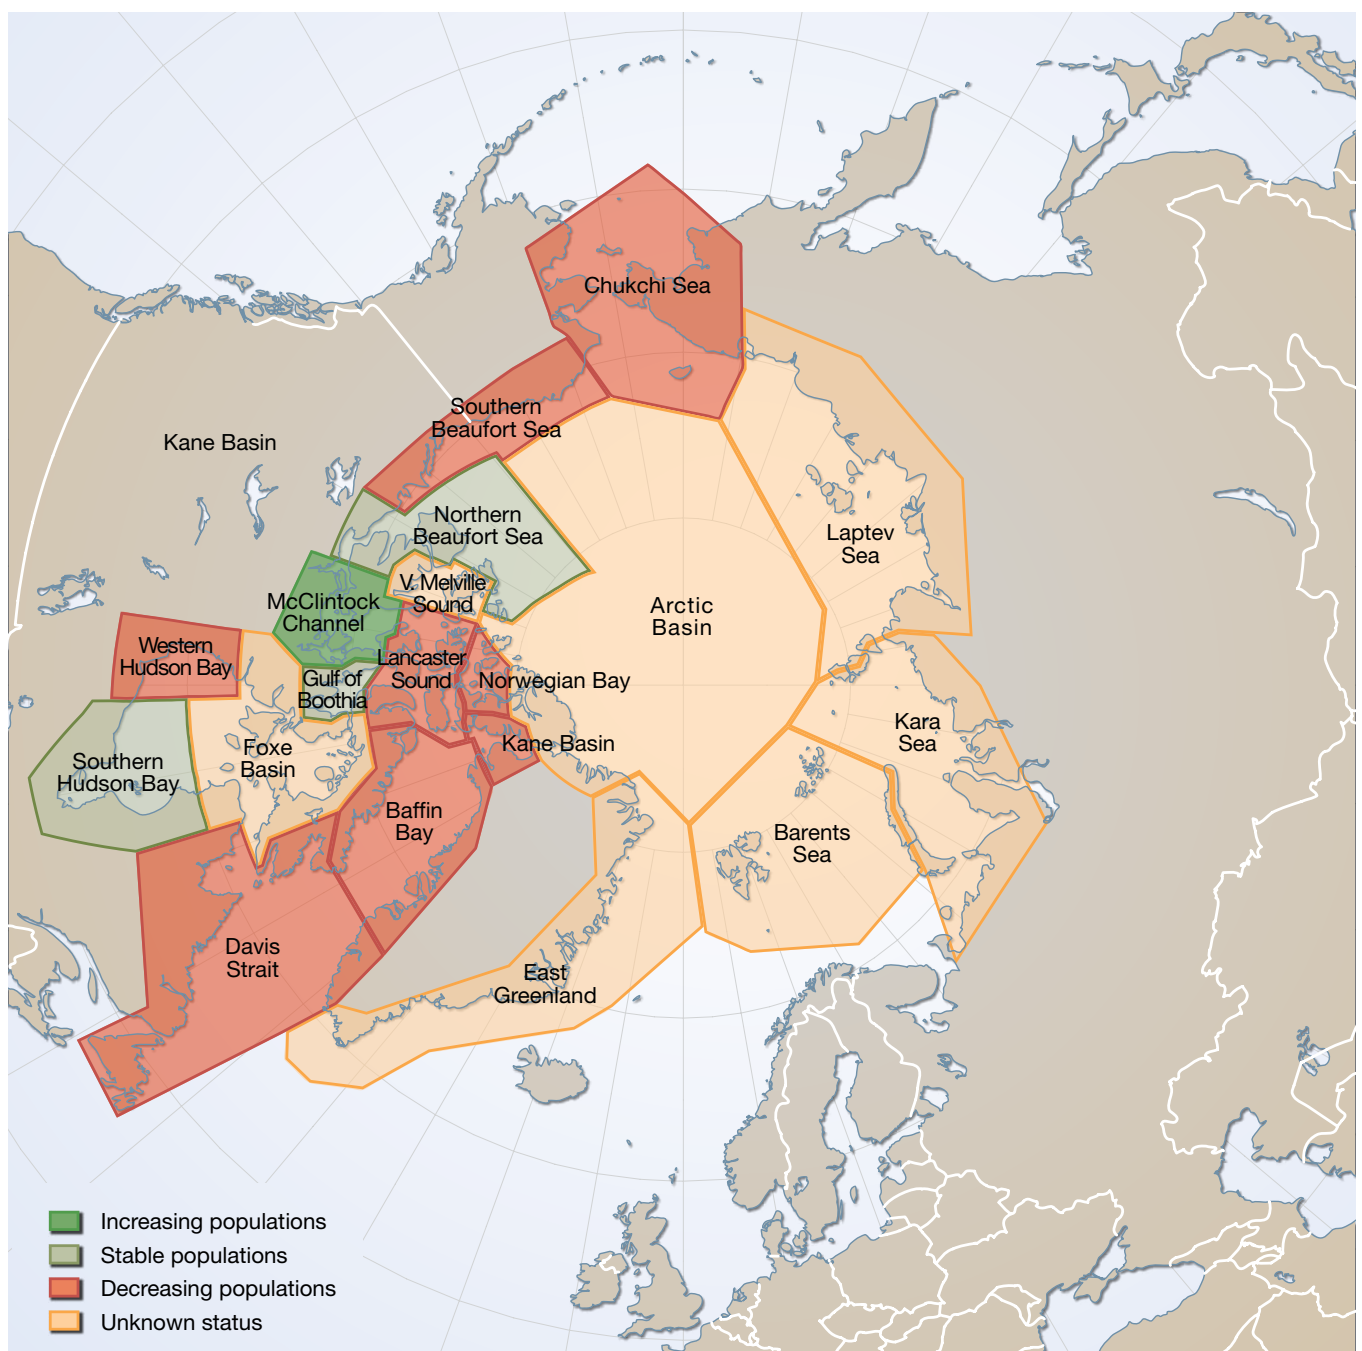 Chukchi Sea
Southern
Beaufort Sea
Kane Basin
Northern
Beaufort Sea
Laptev
Sea
V. Melville
Sound
McClintock
Channel
Arctic
Basin
Western
Hudson Bay
Lancaster
Sound
Gulf of
Boothia
Norwegian Bay
Kara
Sea
Kane Basin
Foxe
Basin
Southern
Hudson Bay
Baffin
Bay
Barents
Sea
Davis
Strait
East
Greenland
Increasing populations
Stable populations
Decreasing populations
Unknown status